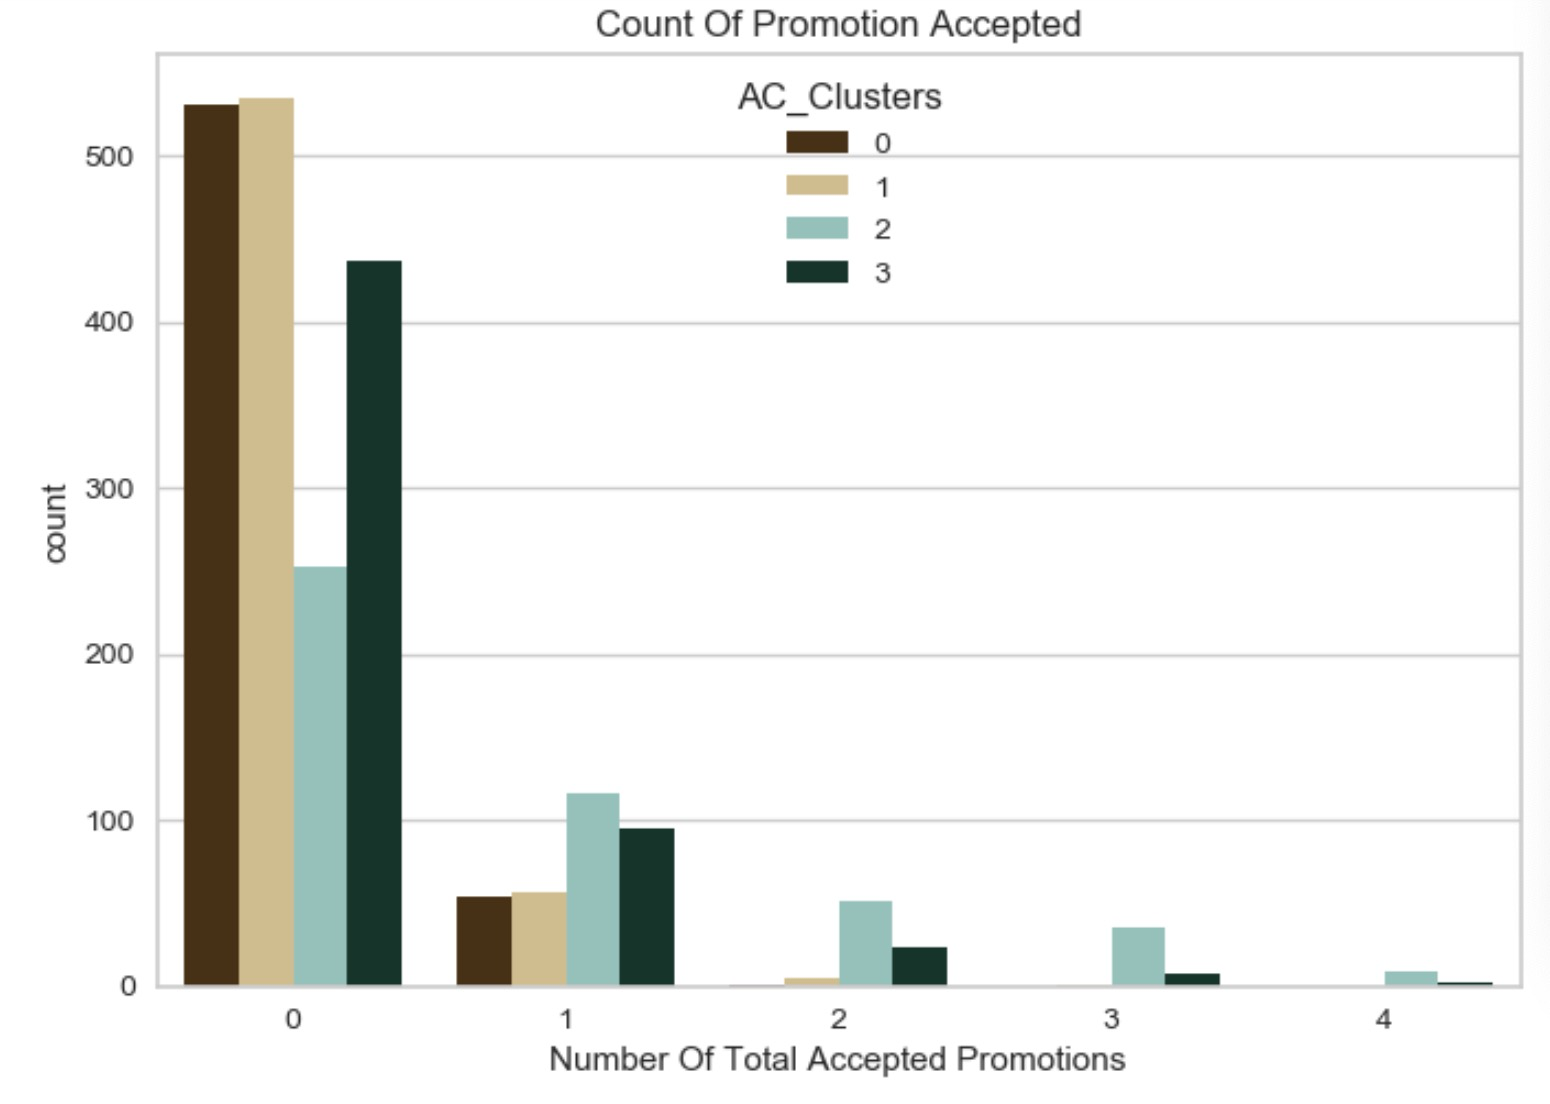 Count Of Promotion Accepted
AC_Clusters
0
1
2
3
500
400
300
200
100
0
count
0 1 2 3 4
Number Of Total Accepted Promotions